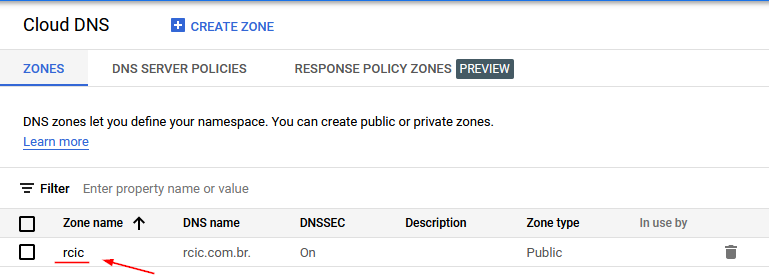 Cloud DNS CREATE ZONE
ZONES DNS SERVER POLICIES RESPONSE POLICY ZONES PREVIEW
DNS zones let you define your namespace. You can create public or private zones.
Learn more
Filter Enter property name or value
Zone name DNS name DNSSEC Description Zone type In use by
rcic rcic.com.br. On Public